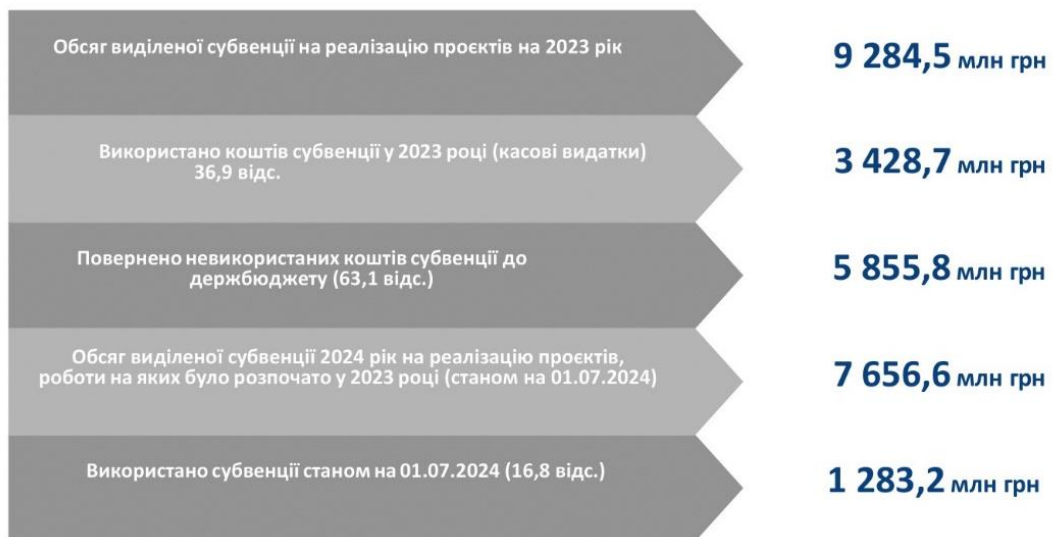 Обсяг виділеної субвенції на реалізацію проєктів на 2023 рік
9 284,5 млн грн
Використано коштів субвенції у 2023 році (касові видатки)
36,9 відс.
3 428,7 млн грн
Повернено невикористаних коштів субвенції до
держбюджету (63,1 відс.)
5 855,8 млн грн
Обсяг виділеної субвенції 2024 рік на реалізацію проєктів,
роботи на яких було розпочато у 2023 році (станом на 01.07.2024)
7 656,6 млн грн
Використано субвенції станом на 01.07.2024 (16,8 відс.)
1 283,2 млн грн